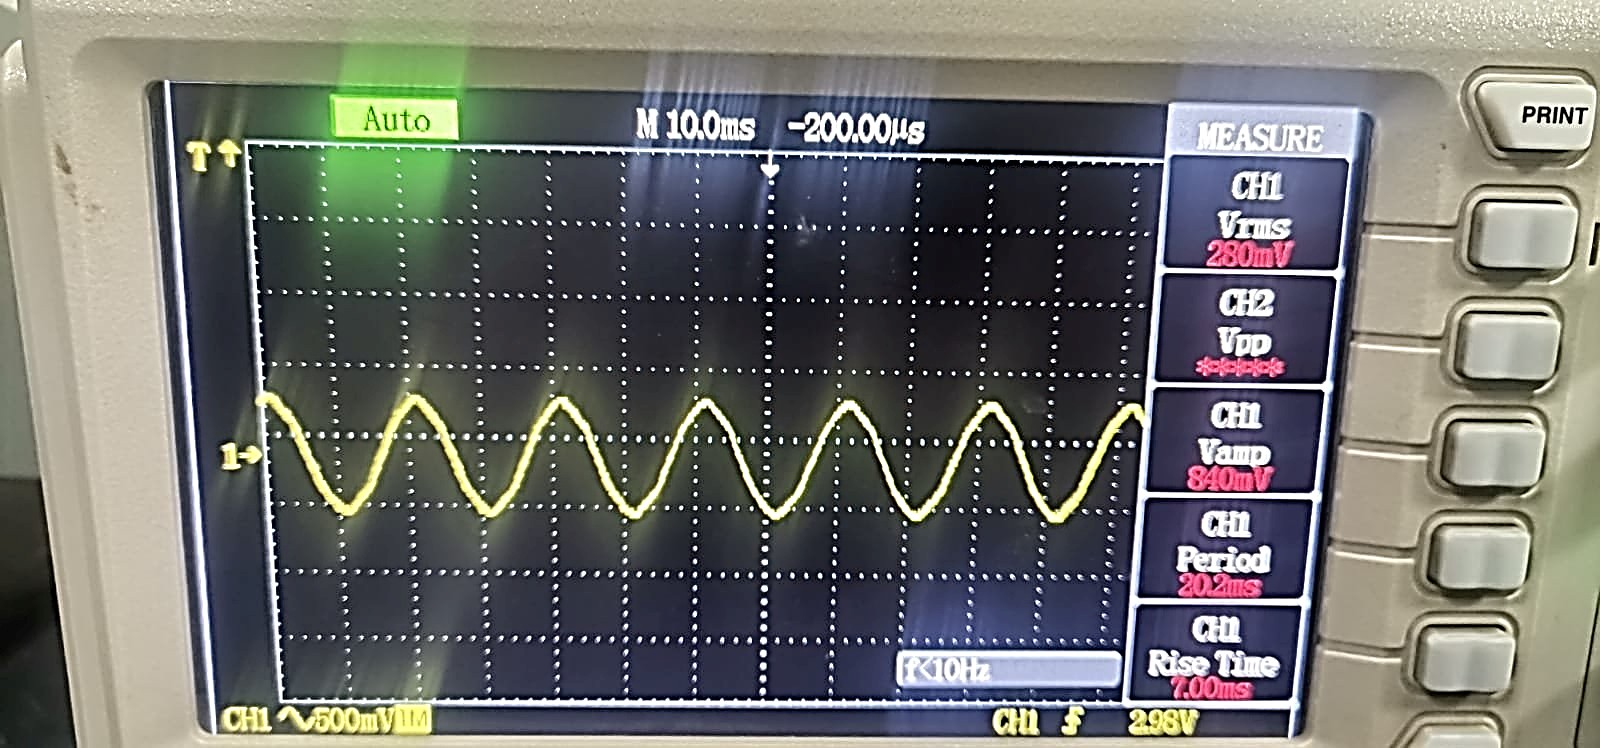 Auto M 10.0ms -200.00μs
PRINT
MEASURE
T
CH1
Vrms
280mV
CH2
Vpp
*****
CH1
Vamp
840mV
1
CH1
Period
20.2ms
CH1
Rise Time
7.00ms
f<10Hz
CH1 500mV CH1 2.98V